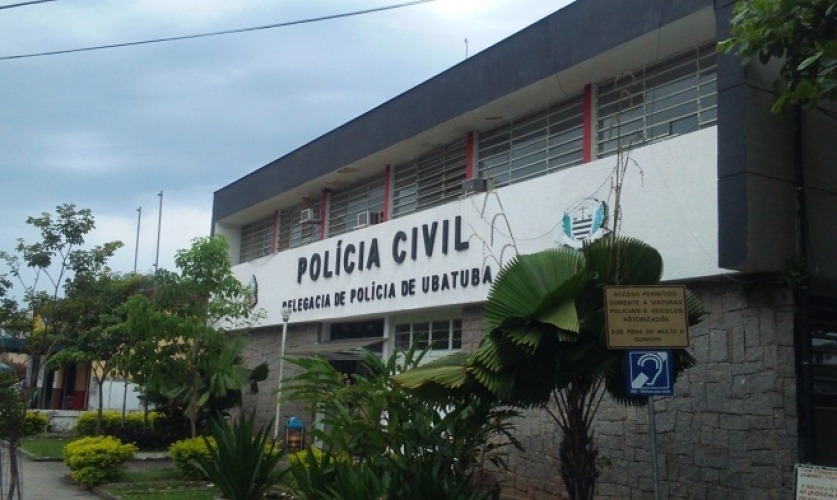 POLÍCIA CIVIL
DELEGACIA DE POLÍCIA DE UBATUBA
ACESSO PERMITIDO
SOMENTE A VIATURAS
POLICIAIS E VEÍCULOS
AUTORIZADOS
SOB PENA DE MULTA E
GUINCHO